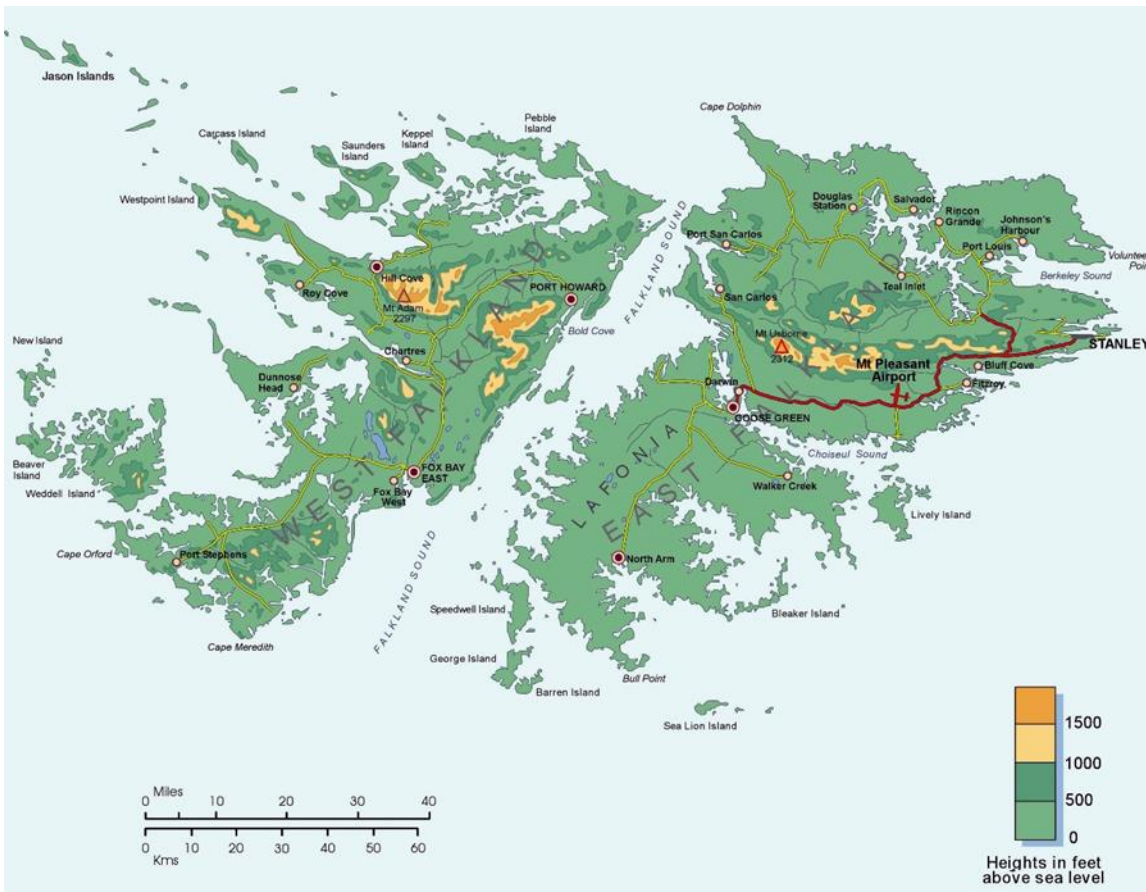 Jason Islands
Cape Dolphin
Pebble
Island
Carcass Island
Keppel
Island
Saunders
Island
Westpoint Island
Douglas
Station
Salvador
Rincon
Grande
Johnson's
Harbour
Port San Carlos
Port Louis
Volunteer
Point
Berkeley Sound
Teal Inlet
Hill Cove
Roy Cove
Mt Adam
2297
PORT HOWARD
San Carlos
Bold Cove
FALKLAND SOUND
Mt Usborne
2312
STANLEY
Mt Pleasant
Airport
Bluff Cove
Fitzroy
New Island
Chartres
Dunnose
Head
Darwin
GOOSE GREEN
WEST FALKLAND
EAST FALKLAND
LAFONIA
Choiseul Sound
Beaver
Island
Weddell Island
FOX BAY
EAST
Fox Bay
West
Walker Creek
Lively Island
Cape Orford
Port Stephens
North Arm
FALKLAND SOUND
Speedwell Island
Bleaker Island
Cape Meredith
George Island
Barren Island
Bull Point
Sea Lion Island
Miles
0 10 20 30 40
0 10 20 30 40 50 60
Kms
1500
1000
500
0
Heights in feet
above sea level